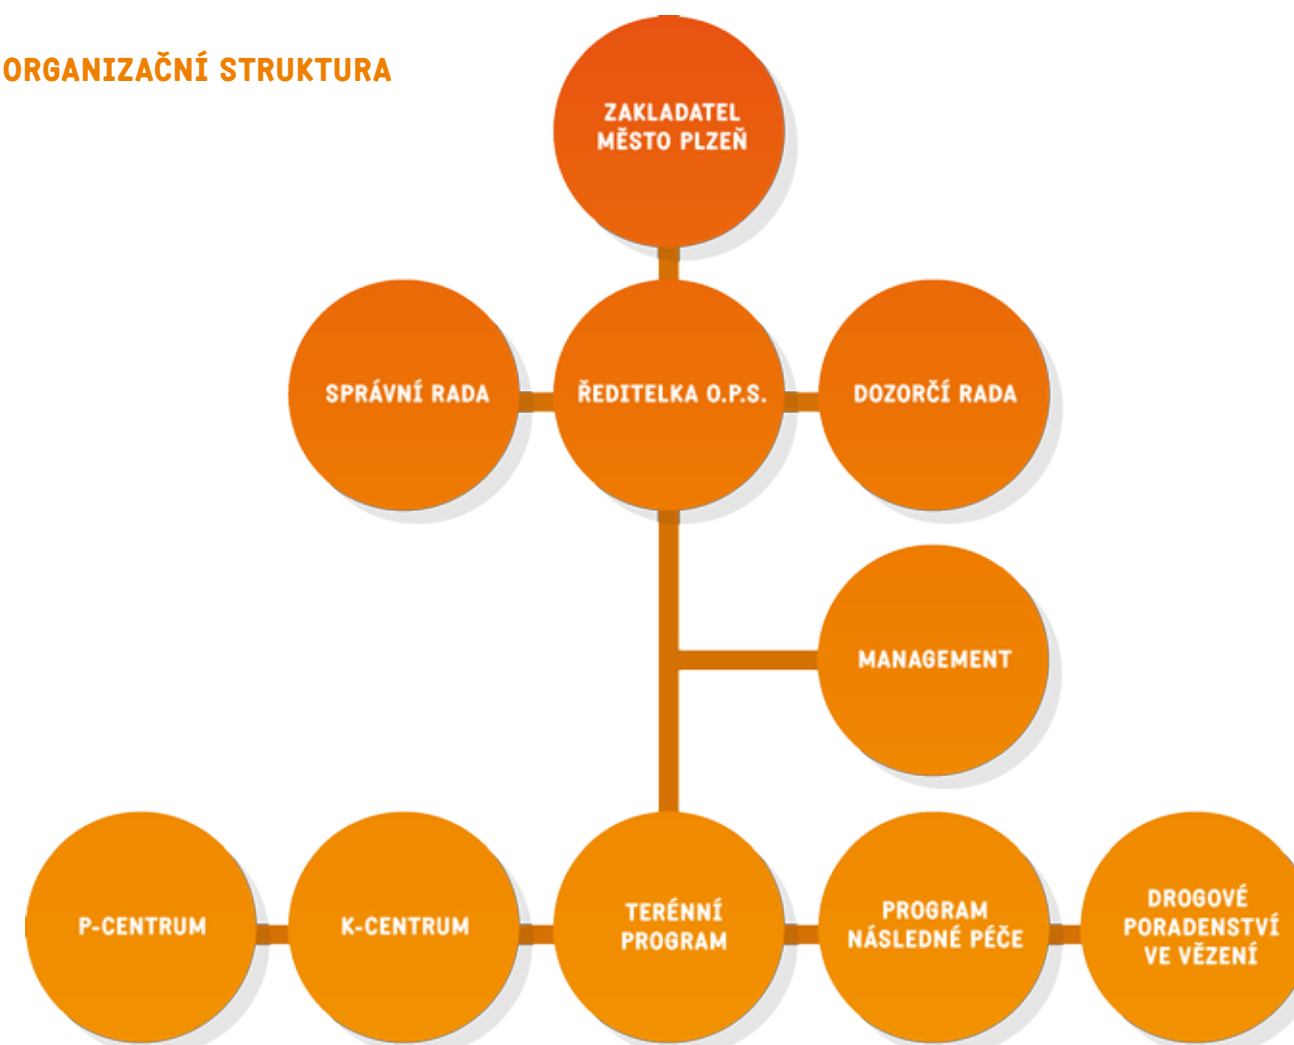 ORGANIZAČNÍ STRUKTURA
ZAKLADATEL
MĚSTO PLZEŇ
SPRÁVNÍ RADA
ŘEDITELKA O.P.S.
DOZORČÍ RADA
MANAGEMENT
P-CENTRUM
K-CENTRUM
TERÉNNÍ
PROGRAM
PROGRAM
NÁSLEDNÉ PÉČE
DROGOVÉ
PORADENSTVÍ
VE VĚZENÍ